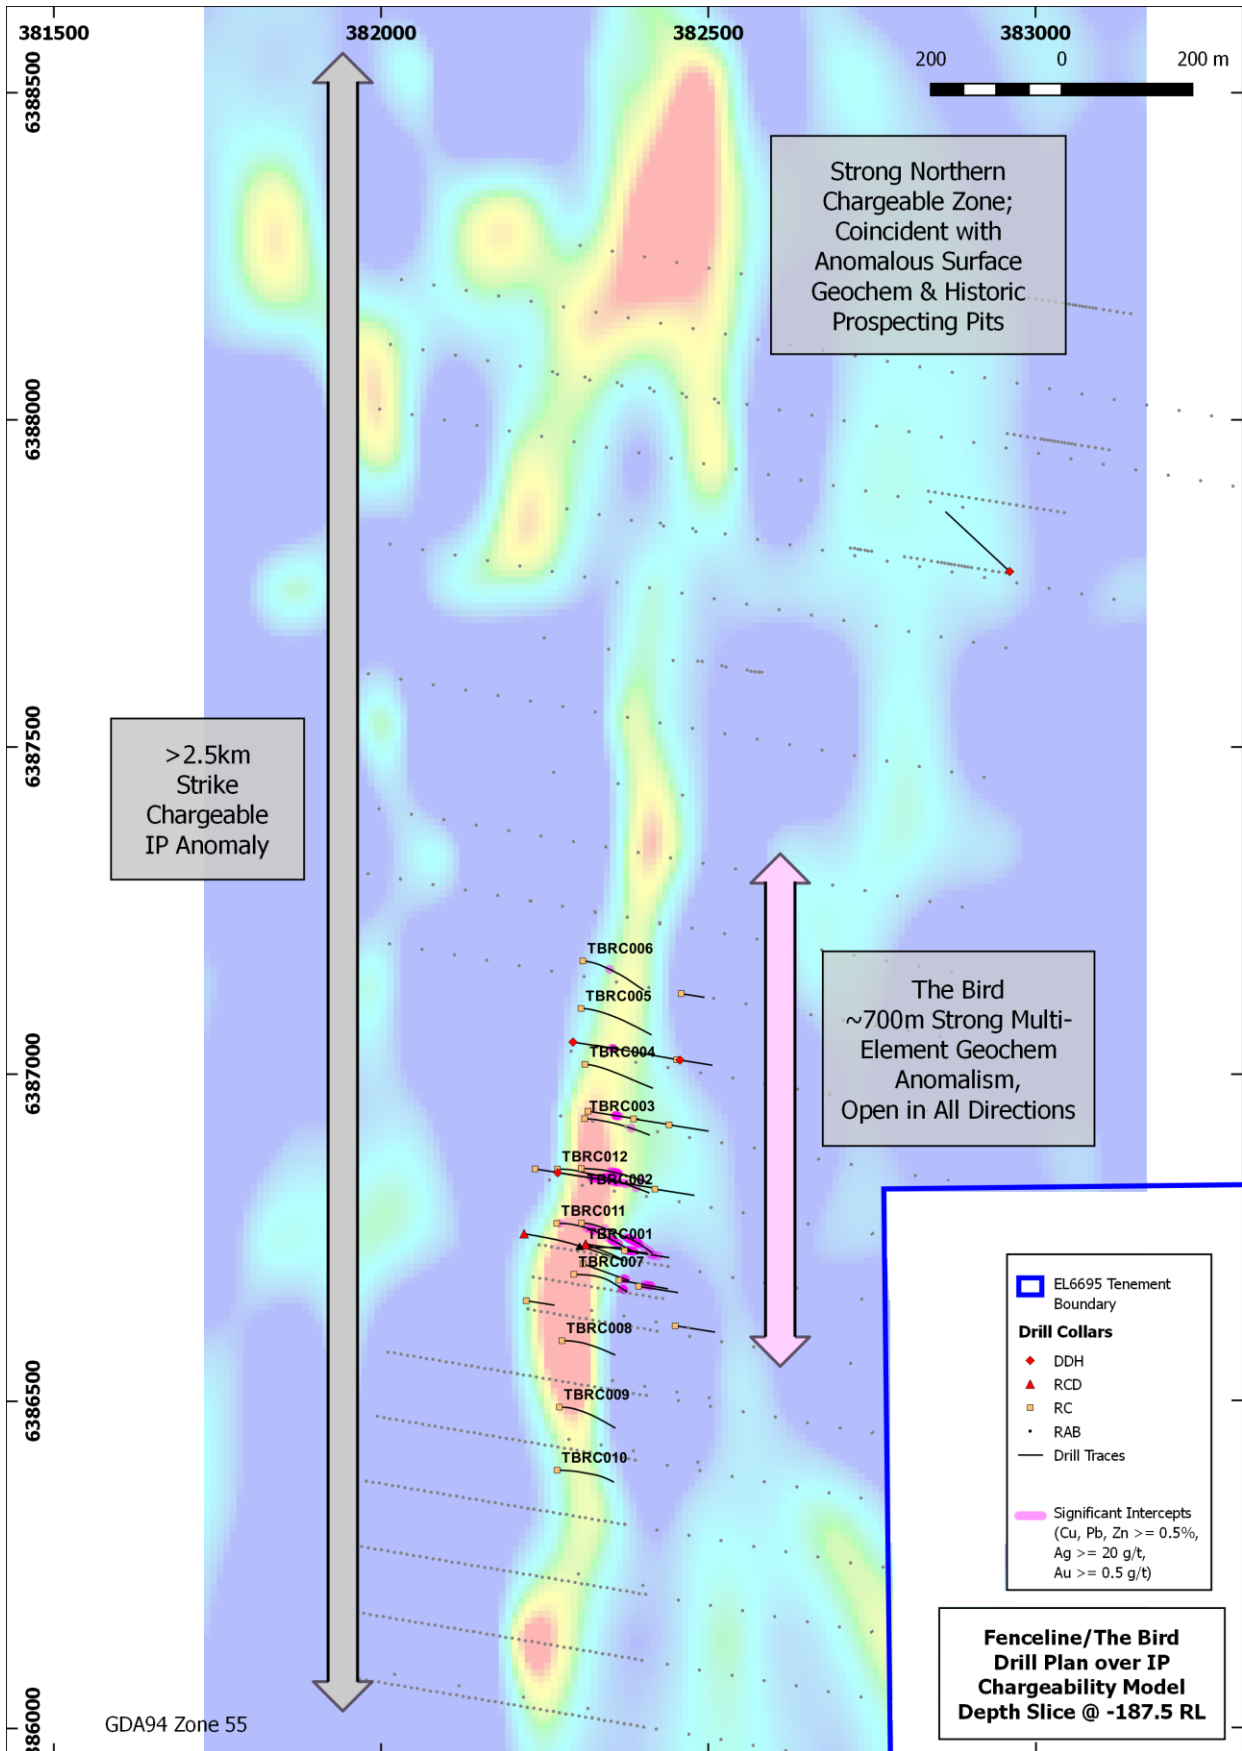 381500
382000
382500
383000
200
0
200 m
6388500
6388000
6387500
6387000
6386500
6386000
Strong Northern
Chargeable Zone;
Coincident with
Anomalous Surface
Geochem & Historic
Prospecting Pits
>2.5km
Strike
Chargeable
IP Anomaly
The Bird
~700m Strong Multi-
Element Geochem
Anomalism,
Open in All Directions
TBRC006
TBRC005
TBRC004
TBRC003
TBRC012
TBRC002
TBRC011
TBRC001
TBRC007
TBRC008
TBRC009
TBRC010
EL6695 Tenement
Boundary
Drill Collars
DDH
RCD
RC
RAB
Drill Traces
Significant Intercepts
(Cu, Pb, Zn >= 0.5%,
Ag >= 20 g/t,
Au >= 0.5 g/t)
Fenceline/The Bird
Drill Plan over IP
Chargeability Model
Depth Slice @ -187.5 RL
GDA94 Zone 55